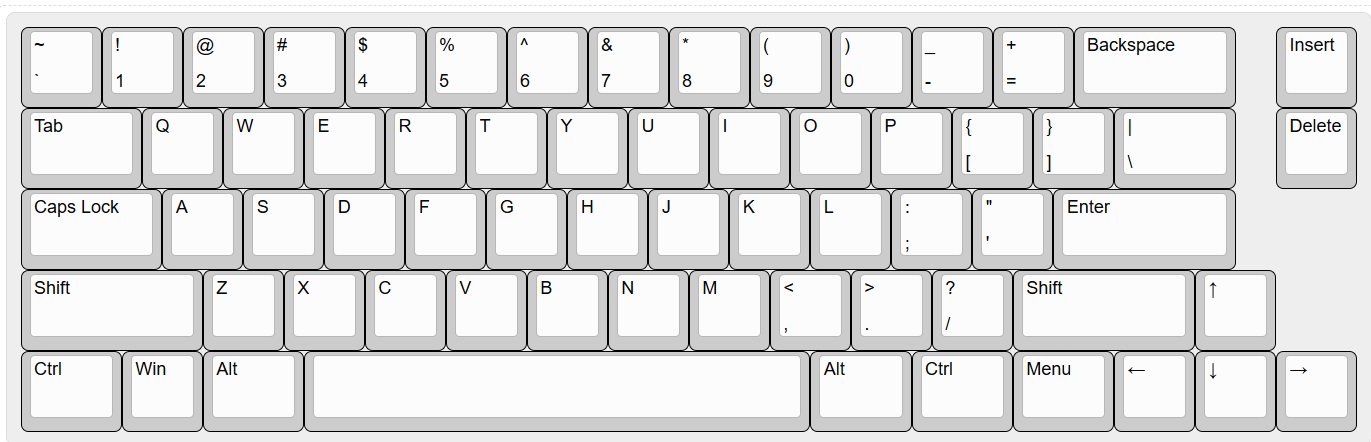 ~ ! @ # $ % ^ & * ( ) _ + Backspace Insert
` 1 2 3 4 5 6 7 8 9 0 - =
Tab Q W E R T Y U I O P { } | Delete
[ ] \
Caps Lock A S D F G H J K L : " Enter
; '
Shift Z X C V B N M < > ? Shift ↑
, . /
Ctrl Win Alt Alt Ctrl Menu ← ↓ →